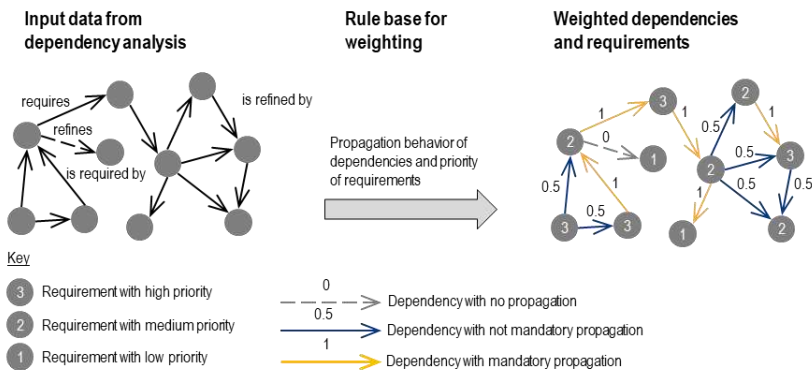 Input data from
dependency analysis
Rule base for
weighting
Weighted dependencies
and requirements
requires
refines
is required by
is refined by
Propagation behavior of
dependencies and priority
of requirements
3
2
1
0
1
1
2
0.5
1
3
2
0.5
0.5
0.5
0.5
1
0.5
1
3
0.5
3
1
2
Key
3 Requirement with high priority
2 Requirement with medium priority
1 Requirement with low priority
0
Dependency with no propagation
0.5
Dependency with not mandatory propagation
1
Dependency with mandatory propagation